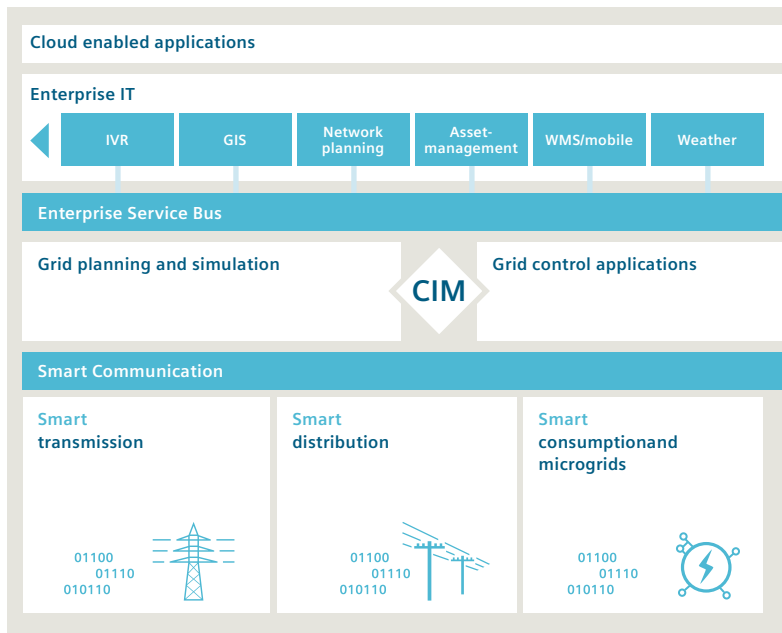 Cloud enabled applications
Enterprise IT
IVR
GIS
Network
planning
Asset-
management
WMS/mobile
Weather
Enterprise Service Bus
Grid planning and simulation
CIM
Grid control applications
Smart Communication
Smart
transmission
01100
01110
010110
Smart
distribution
01100
01110
010110
Smart
consumptionand
microgrids
01100
01110
010110